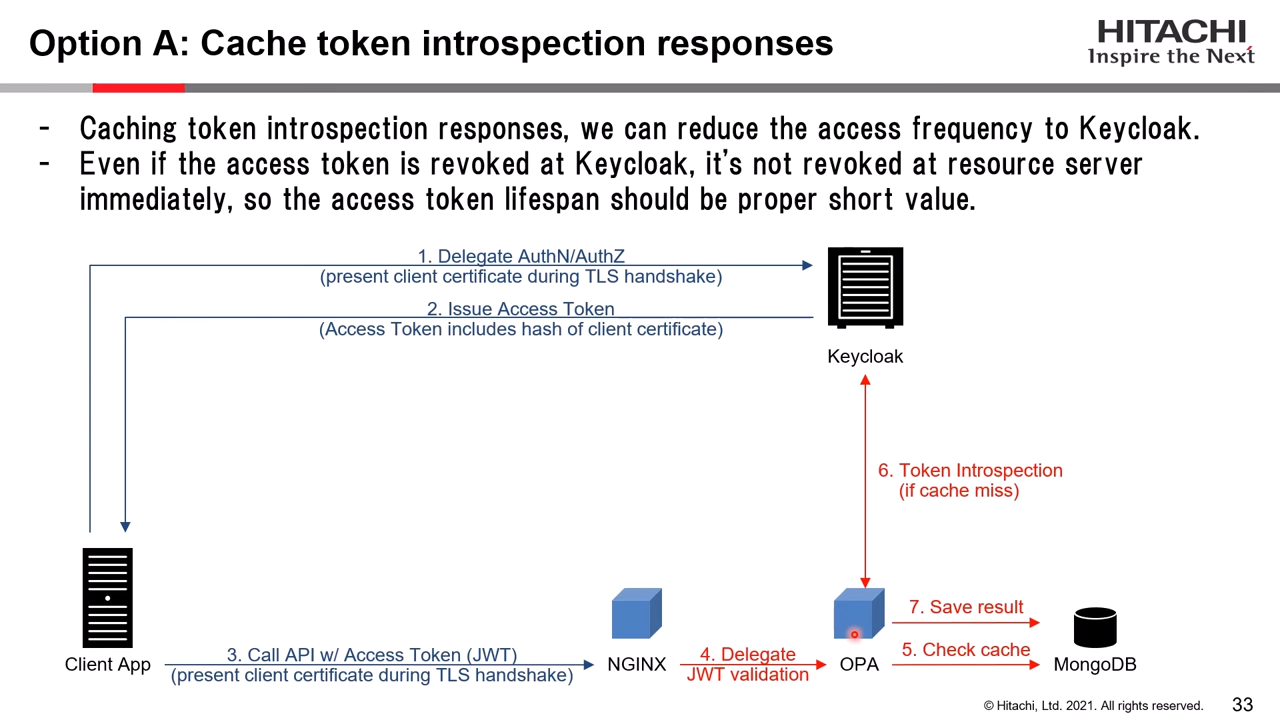 Option A: Cache token introspection responses
HITACHI
Inspire the Next
- Caching token introspection responses, we can reduce the access frequency to Keycloak.
- Even if the access token is revoked at Keycloak, it's not revoked at resource server
immediately, so the access token lifespan should be proper short value.
1. Delegate AuthN/AuthZ
(present client certificate during TLS handshake)
2. Issue Access Token
(Access Token includes hash of client certificate)
Keycloak
6. Token Introspection
(if cache miss)
7. Save result
5. Check cache
3. Call API w/ Access Token (JWT)
(present client certificate during TLS handshake)
4. Delegate
JWT validation
Client App
NGINX
OPA
MongoDB
© Hitachi, Ltd. 2021. All rights reserved.
33